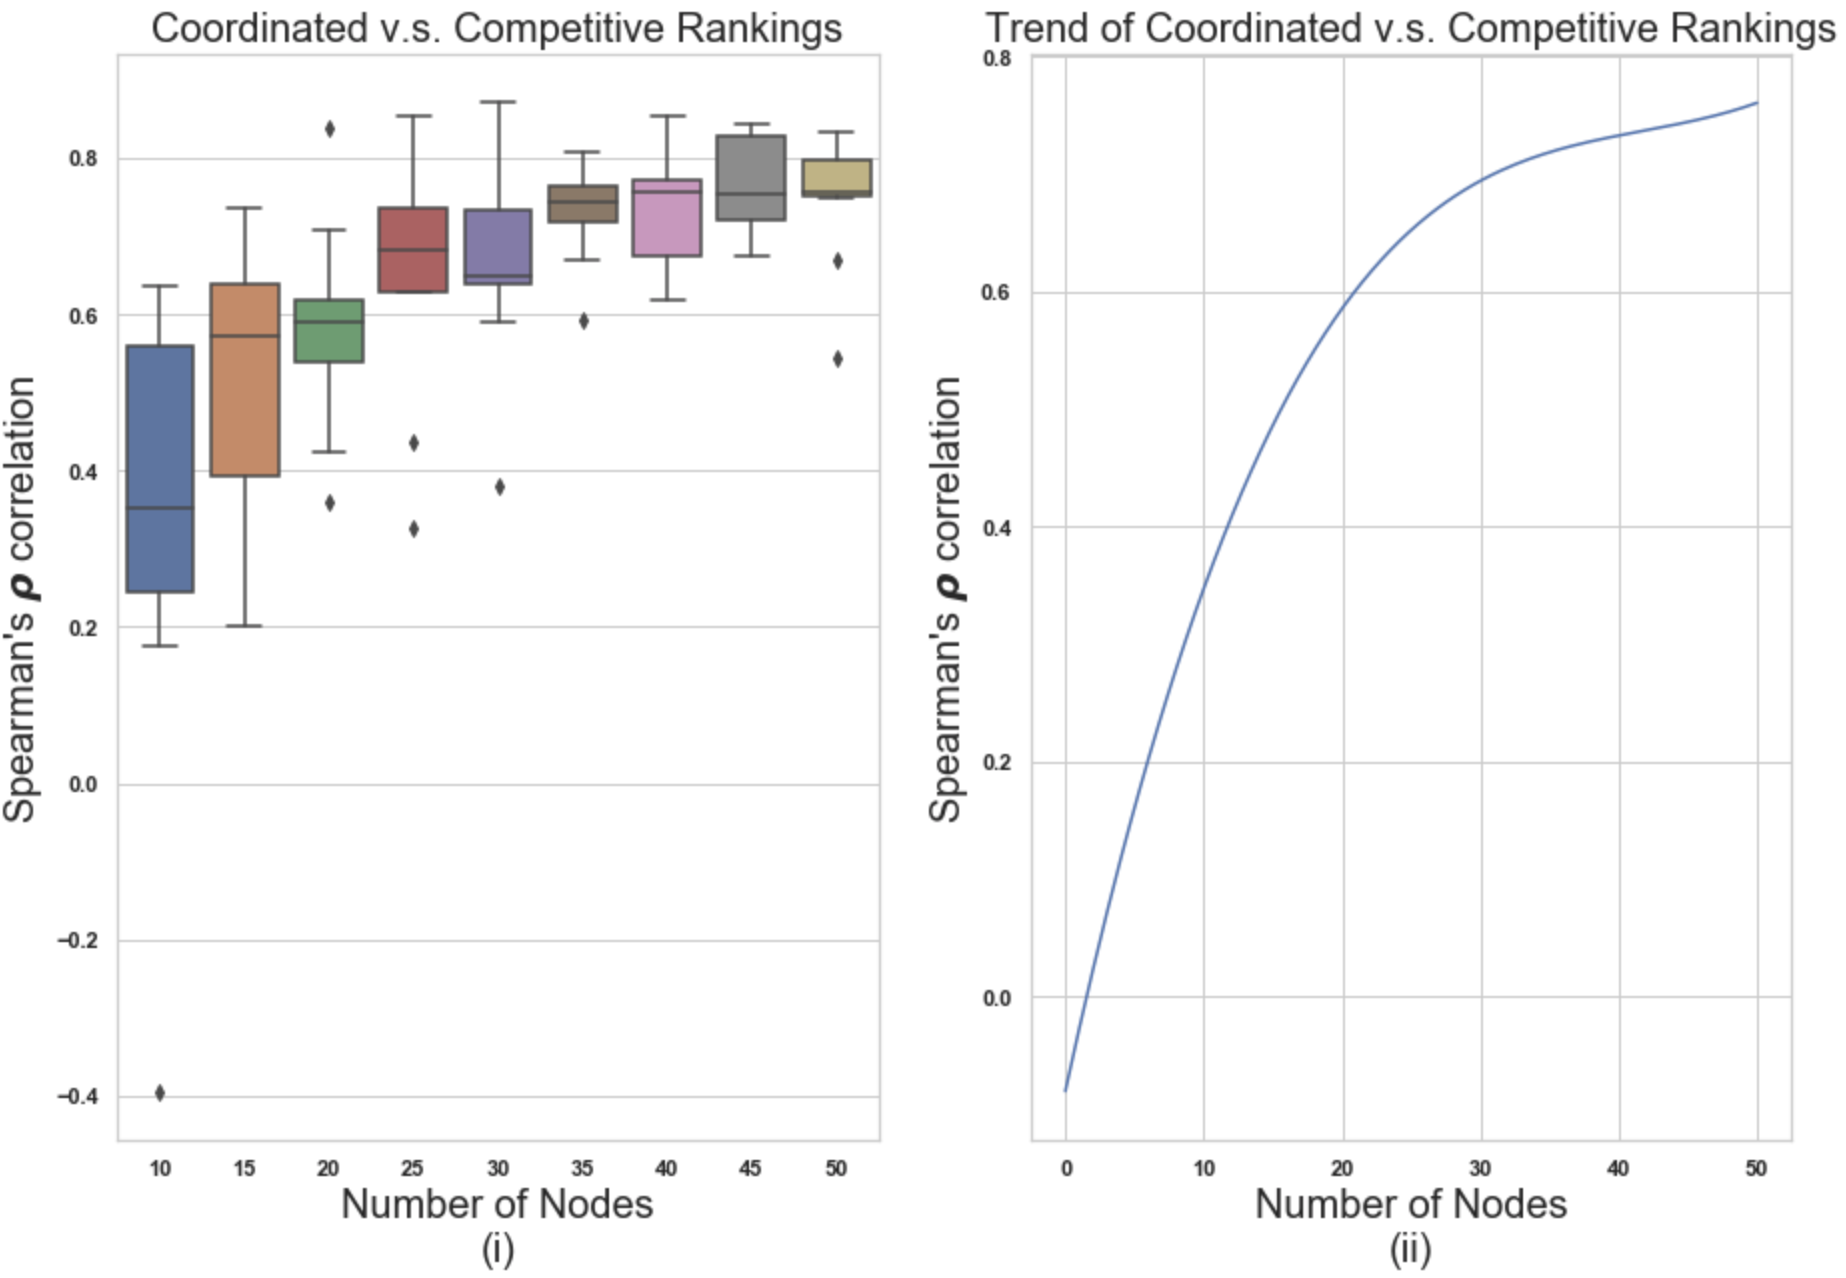 Coordinated v.s. Competitive Rankings
Spearman's ρ correlation
0.8
0.6
0.4
0.2
0.0
−0.2
−0.4
10 15 20 25 30 35 40 45 50
Number of Nodes
(i)
Trend of Coordinated v.s. Competitive Rankings
Spearman's ρ correlation
0.8
0.6
0.4
0.2
0.0
0 10 20 30 40 50
Number of Nodes
(ii)